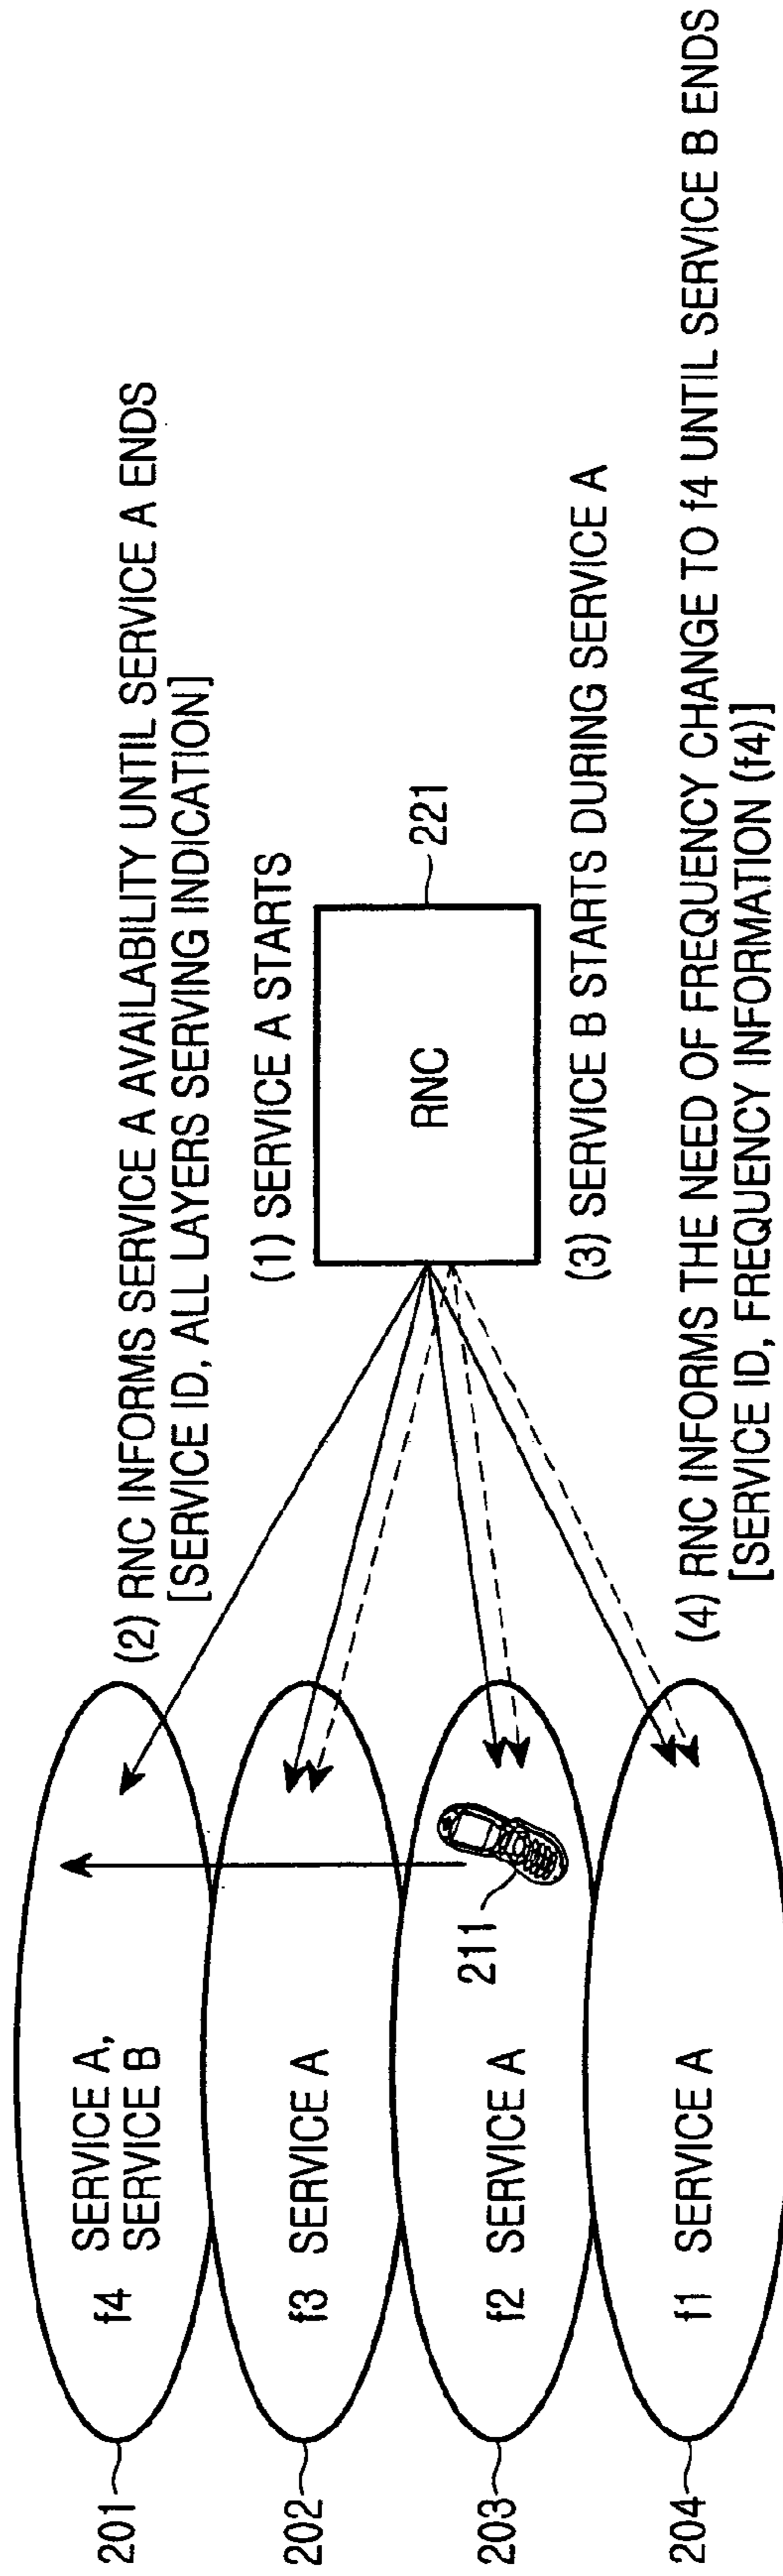 (2) RNC INFORMS SERVICE A AVAILABILITY UNTIL SERVICE A ENDS
[SERVICE ID, ALL LAYERS SERVING INDICATION]
(1) SERVICE A STARTS
RNC
221
(3) SERVICE B STARTS DURING SERVICE A
(4) RNC INFORMS THE NEED OF FREQUENCY CHANGE TO f4 UNTIL SERVICE B ENDS
[SERVICE ID, FREQUENCY INFORMATION (f4)]
201
f4 SERVICE A,
SERVICE B
202
f3 SERVICE A
203
f2 SERVICE A
211
204
f1 SERVICE A